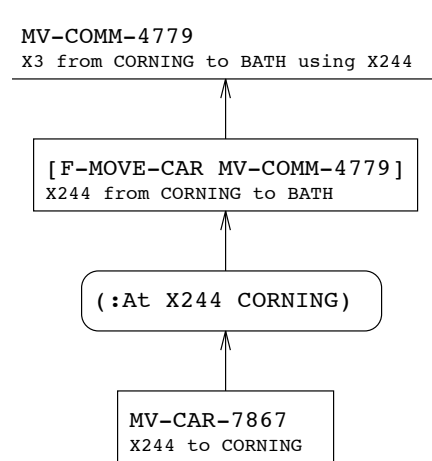 MV-COMM-4779
X3 from CORNING to BATH using X244
[F-MOVE-CAR MV-COMM-4779]
X244 from CORNING to BATH
(:At X244 CORNING)
MV-CAR-7867
X244 to CORNING